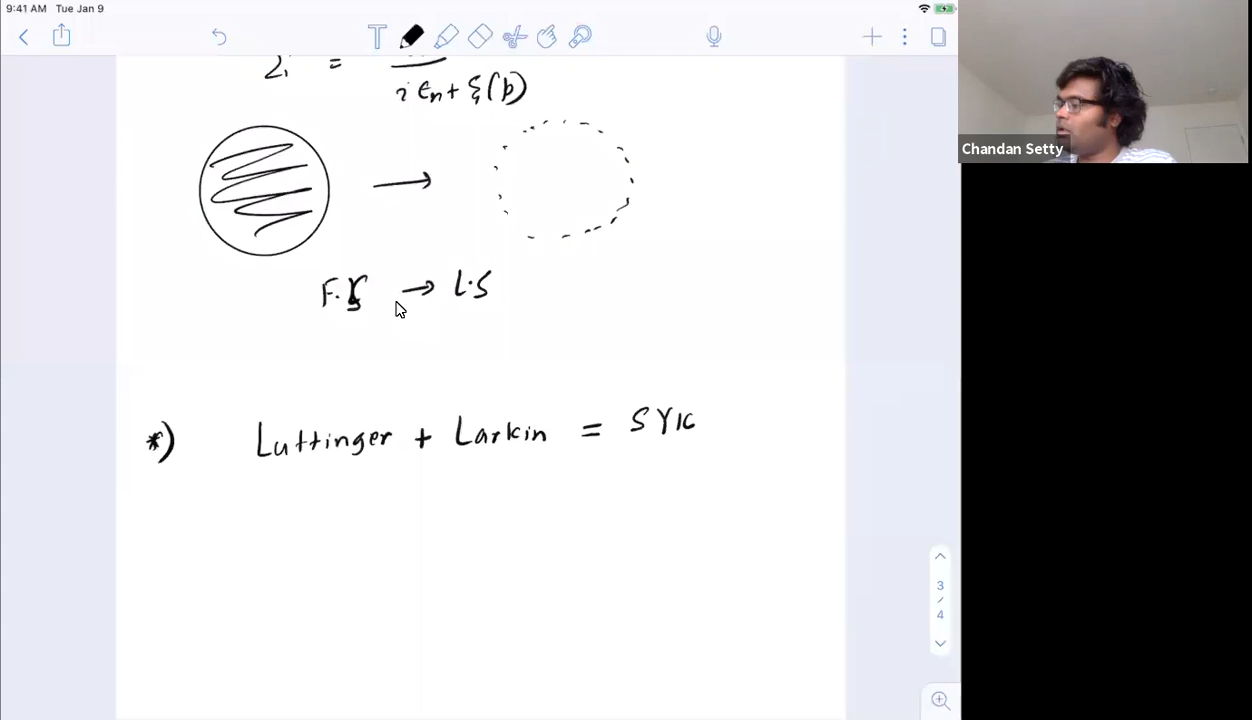 9:41 AM Tue Jan 9
Σ =
iϵn + ξ(p)
F.S → L.S
*) Luttinger + Larkin = SYK
3
/
4
Chandan Setty